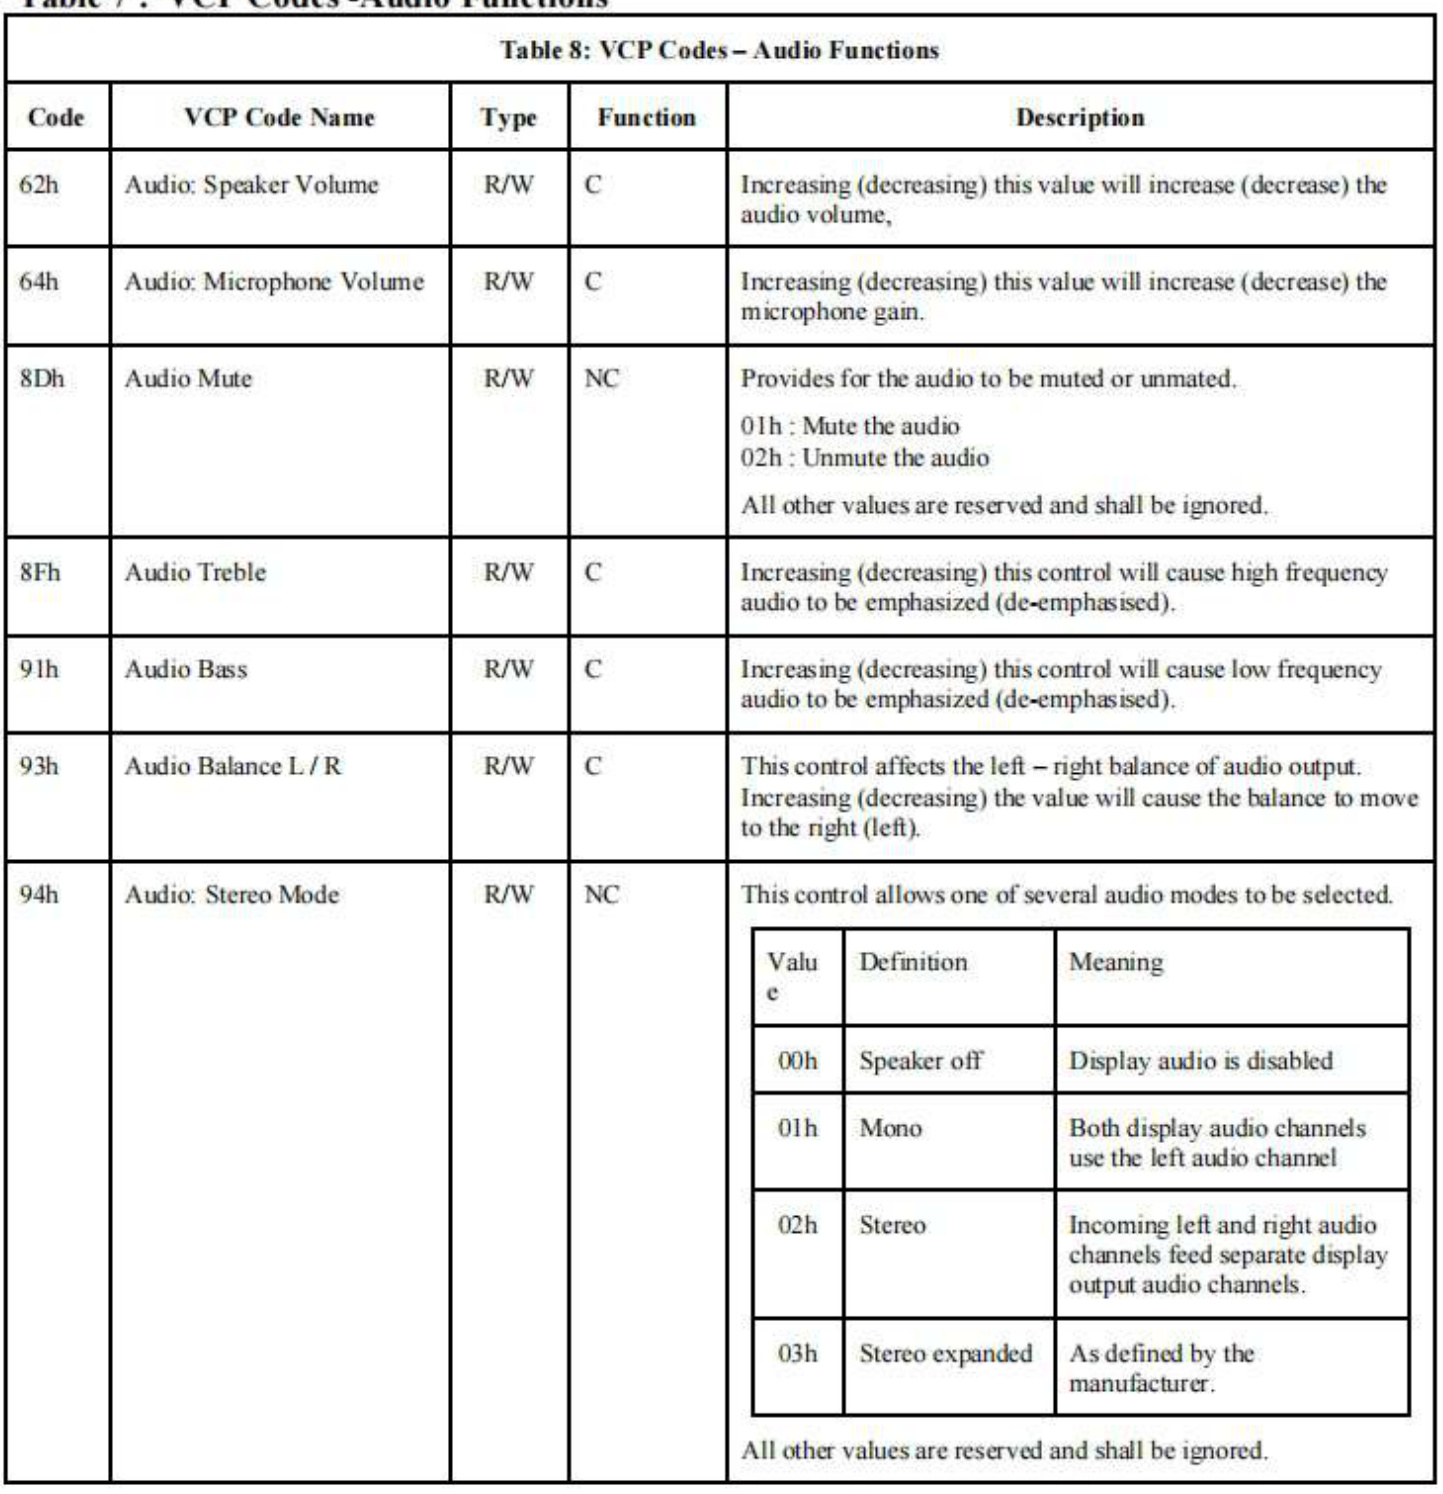 Table 7 : VCP Codes -Audio Functions
Table 8: VCP Codes – Audio Functions
Code VCP Code Name Type Function Description
62h Audio: Speaker Volume R/W C Increasing (decreasing) this value will increase (decrease) the
audio volume,
64h Audio: Microphone Volume R/W C Increasing (decreasing) this value will increase (decrease) the
microphone gain.
8Dh Audio Mute R/W NC Provides for the audio to be muted or unmated.
01h : Mute the audio
02h : Unmute the audio
All other values are reserved and shall be ignored.
8Fh Audio Treble R/W C Increasing (decreasing) this control will cause high frequency
audio to be emphasized (de-emphasised).
91h Audio Bass R/W C Increasing (decreasing) this control will cause low frequency
audio to be emphasized (de-emphasised).
93h Audio Balance L / R R/W C This control affects the left – right balance of audio output.
Increasing (decreasing) the value will cause the balance to move
to the right (left).
94h Audio: Stereo Mode R/W NC This control allows one of several audio modes to be selected.
Valu Definition Meaning
e
00h Speaker off Display audio is disabled
01h Mono Both display audio channels
use the left audio channel
02h Stereo Incoming left and right audio
channels feed separate display
output audio channels.
03h Stereo expanded As defined by the
manufacturer.
All other values are reserved and shall be ignored.